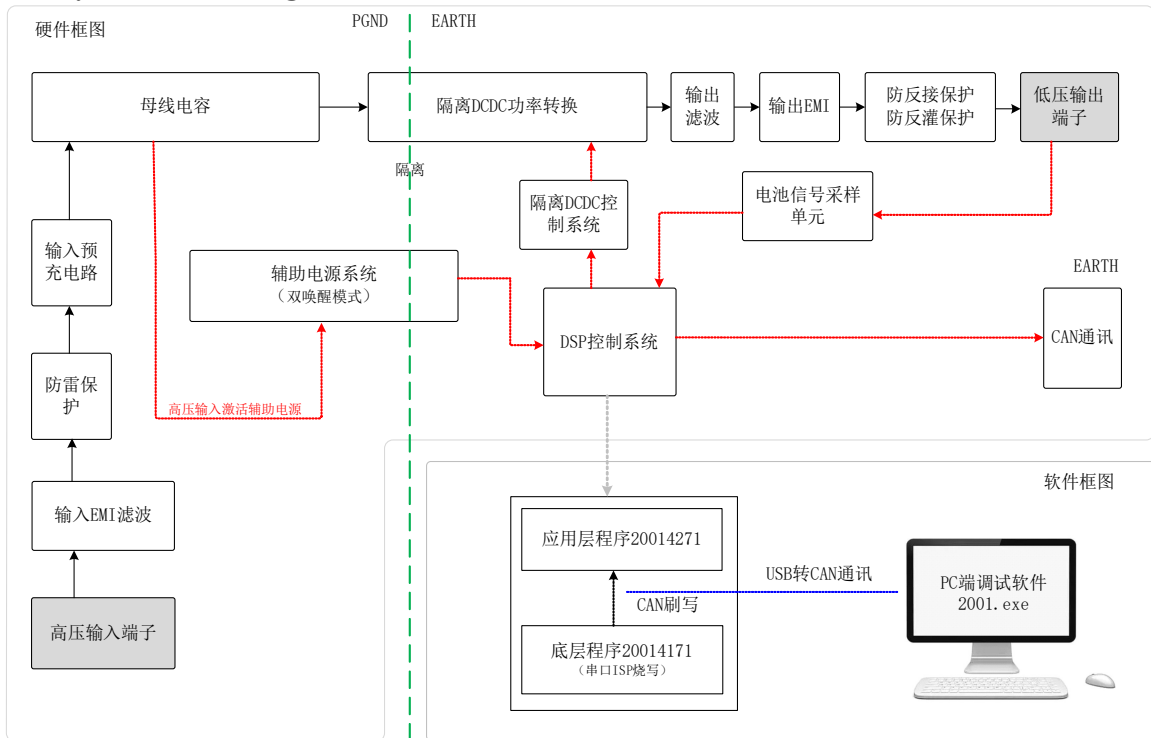 硬件框图
PGND
EARTH
母线电容
隔离DCDC功率转换
输出
滤波
输出EMI
防反接保护
防反灌保护
低压输出
端子
隔离
隔离DCDC控
制系统
电池信号采样
单元
输入预
充电路
辅助电源系统
(双唤醒模式)
EARTH
DSP控制系统
CAN通讯
防雷保
护
高压输入激活辅助电源
输入EMI滤波
高压输入端子
软件框图
应用层程序20014271
USB转CAN通讯
CAN刷写
PC端调试软件
2001.exe
底层程序20014171
(串口ISP烧写)